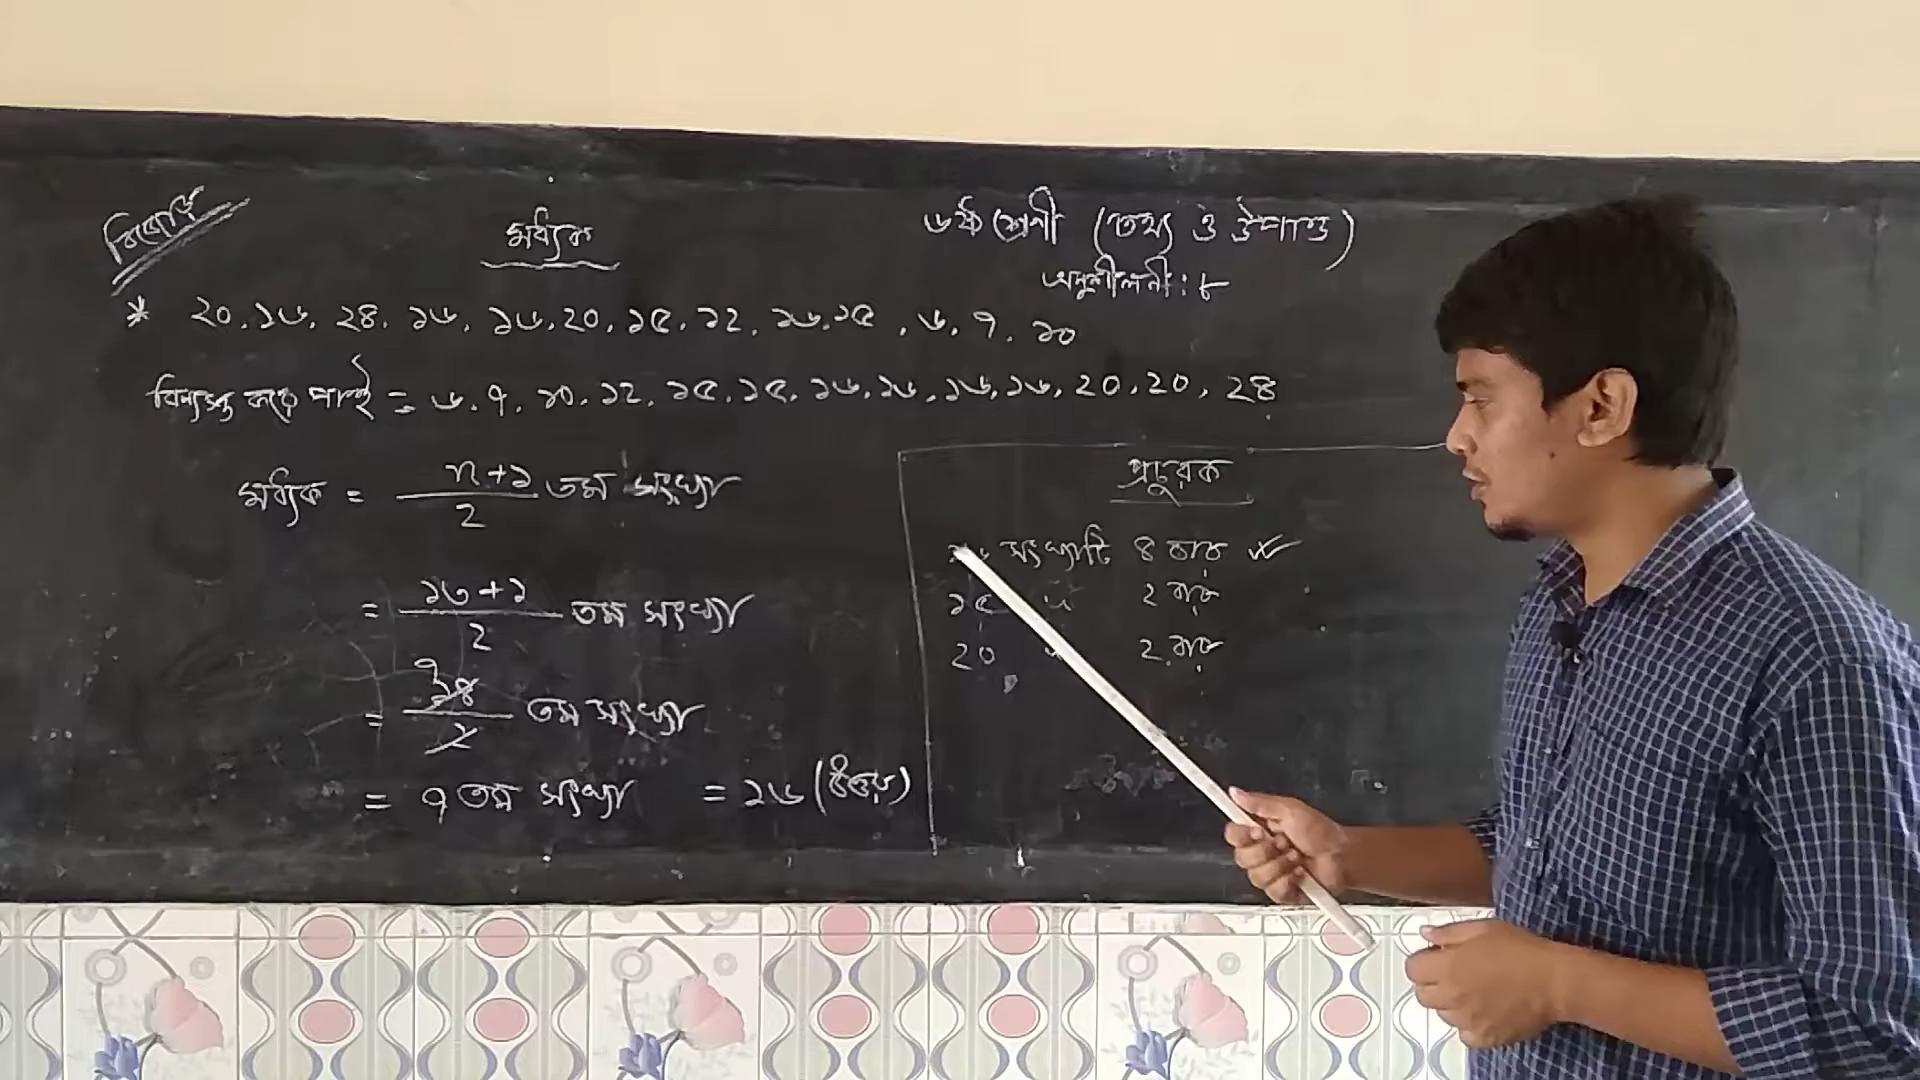 বিজোড়
মধ্যক
৬ষ্ঠ শ্রেণী (তথ্য ও উপাত্ত)
অনুশীলনী : ৮
* ২০, ১৬, ২৪, ১৬, ১৬, ২০, ১৫, ১২, ১৬, ১৫, ৬, ৭, ১০
বিন্যস্ত করে পাই = ৬, ৭, ১০, ১২, ১৫, ১৫, ১৬, ১৬, ১৬, ১৬, ২০, ২০, ২৪
মধ্যক = n+১/২ তম সংখ্যা
= ১৩+১/২ তম সংখ্যা
= ১৪/২ তম সংখ্যা
৭
= ৭ তম সংখ্যা = ১৬ (উত্তর)
প্রচুরক
সংখ্যাটি ৪ বার ✓
১৫ " ২ বার
২০ " ২ বার